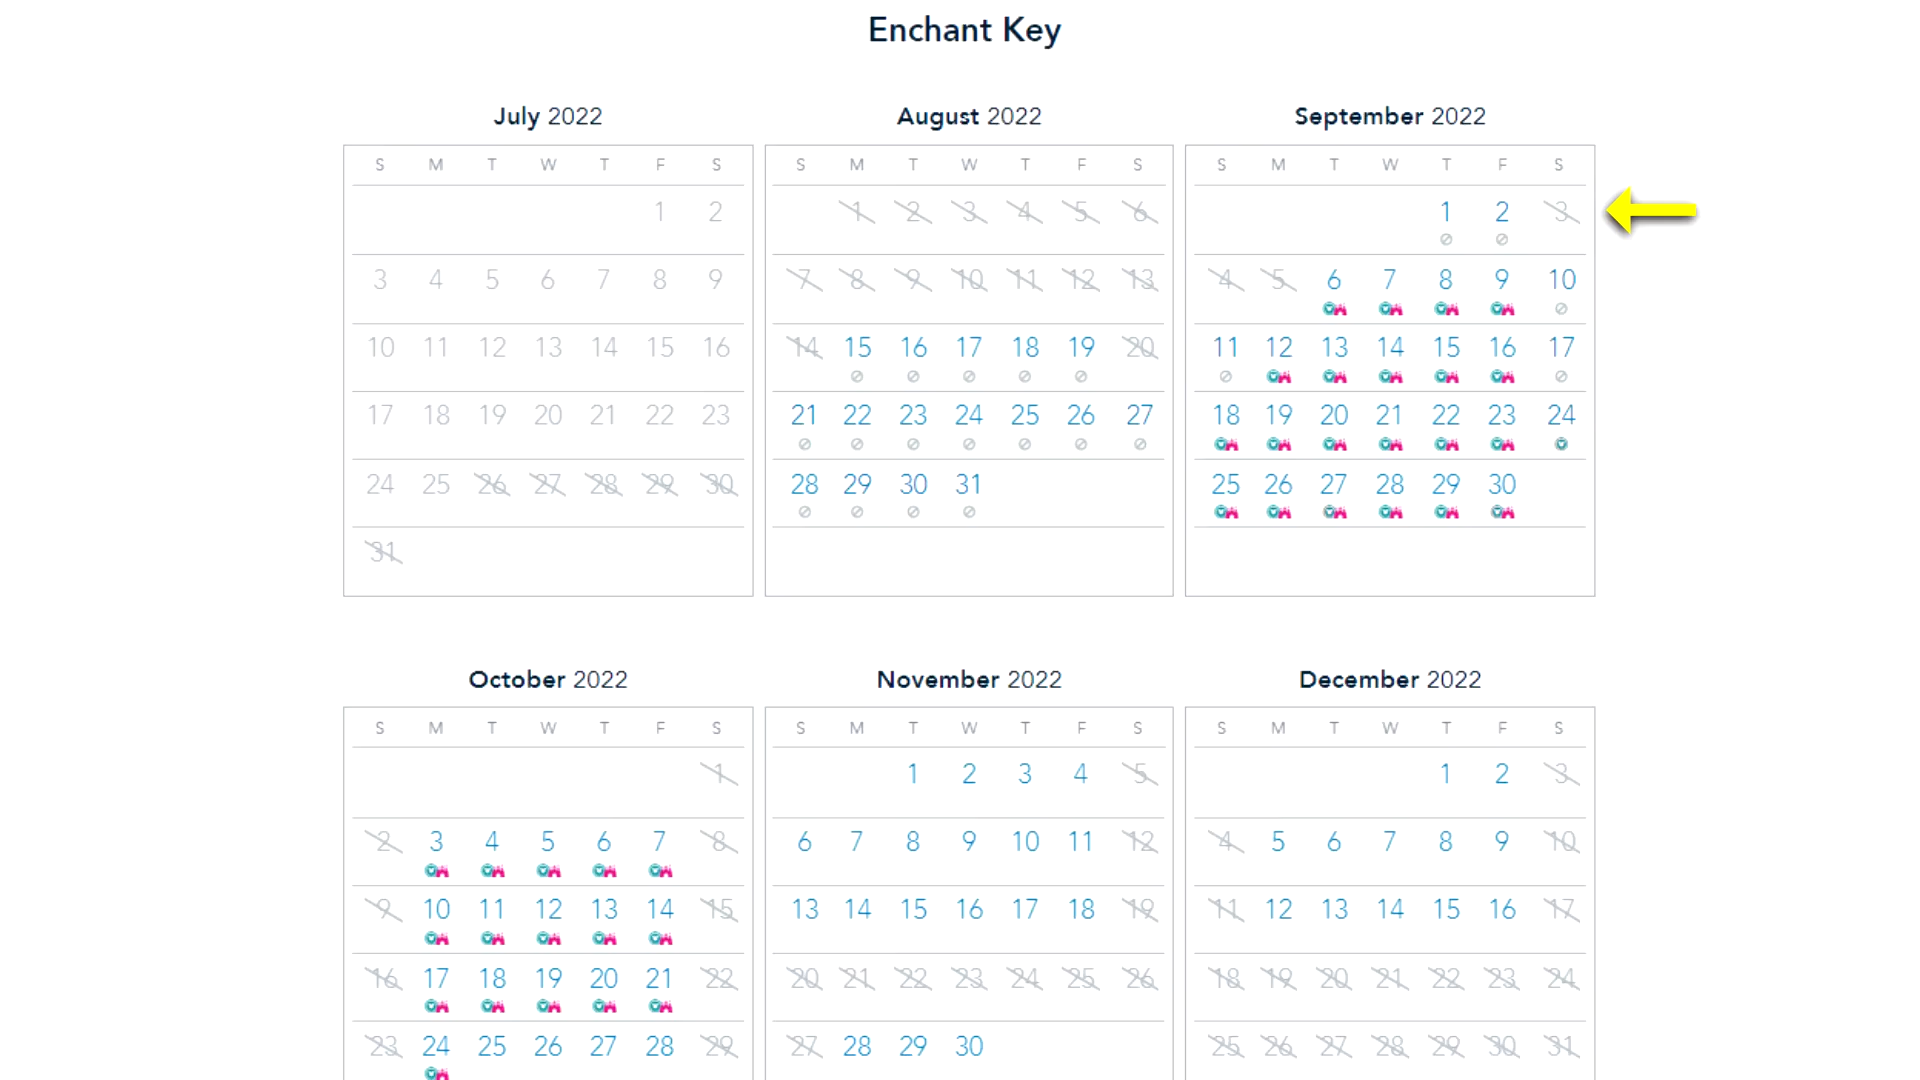 Enchant Key
July 2022
S M T W T F S
1 2
3 4 5 6 7 8 9
10 11 12 13 14 15 16
17 18 19 20 21 22 23
24 25 26 27 28 29 30
31
August 2022
S M T W T F S
1 2 3 4 5 6
7 8 9 10 11 12 13
14 15 16 17 18 19 20
21 22 23 24 25 26 27
28 29 30 31
September 2022
S M T W T F S
1 2 3
4 5 6 7 8 9 10
11 12 13 14 15 16 17
18 19 20 21 22 23 24
25 26 27 28 29 30
October 2022
S M T W T F S
1
2 3 4 5 6 7 8
9 10 11 12 13 14 15
16 17 18 19 20 21 22
23 24 25 26 27 28 29
November 2022
S M T W T F S
1 2 3 4 5
6 7 8 9 10 11 12
13 14 15 16 17 18 19
20 21 22 23 24 25 26
27 28 29 30
December 2022
S M T W T F S
1 2 3
4 5 6 7 8 9 10
11 12 13 14 15 16 17
18 19 20 21 22 23 24
25 26 27 28 29 30 31